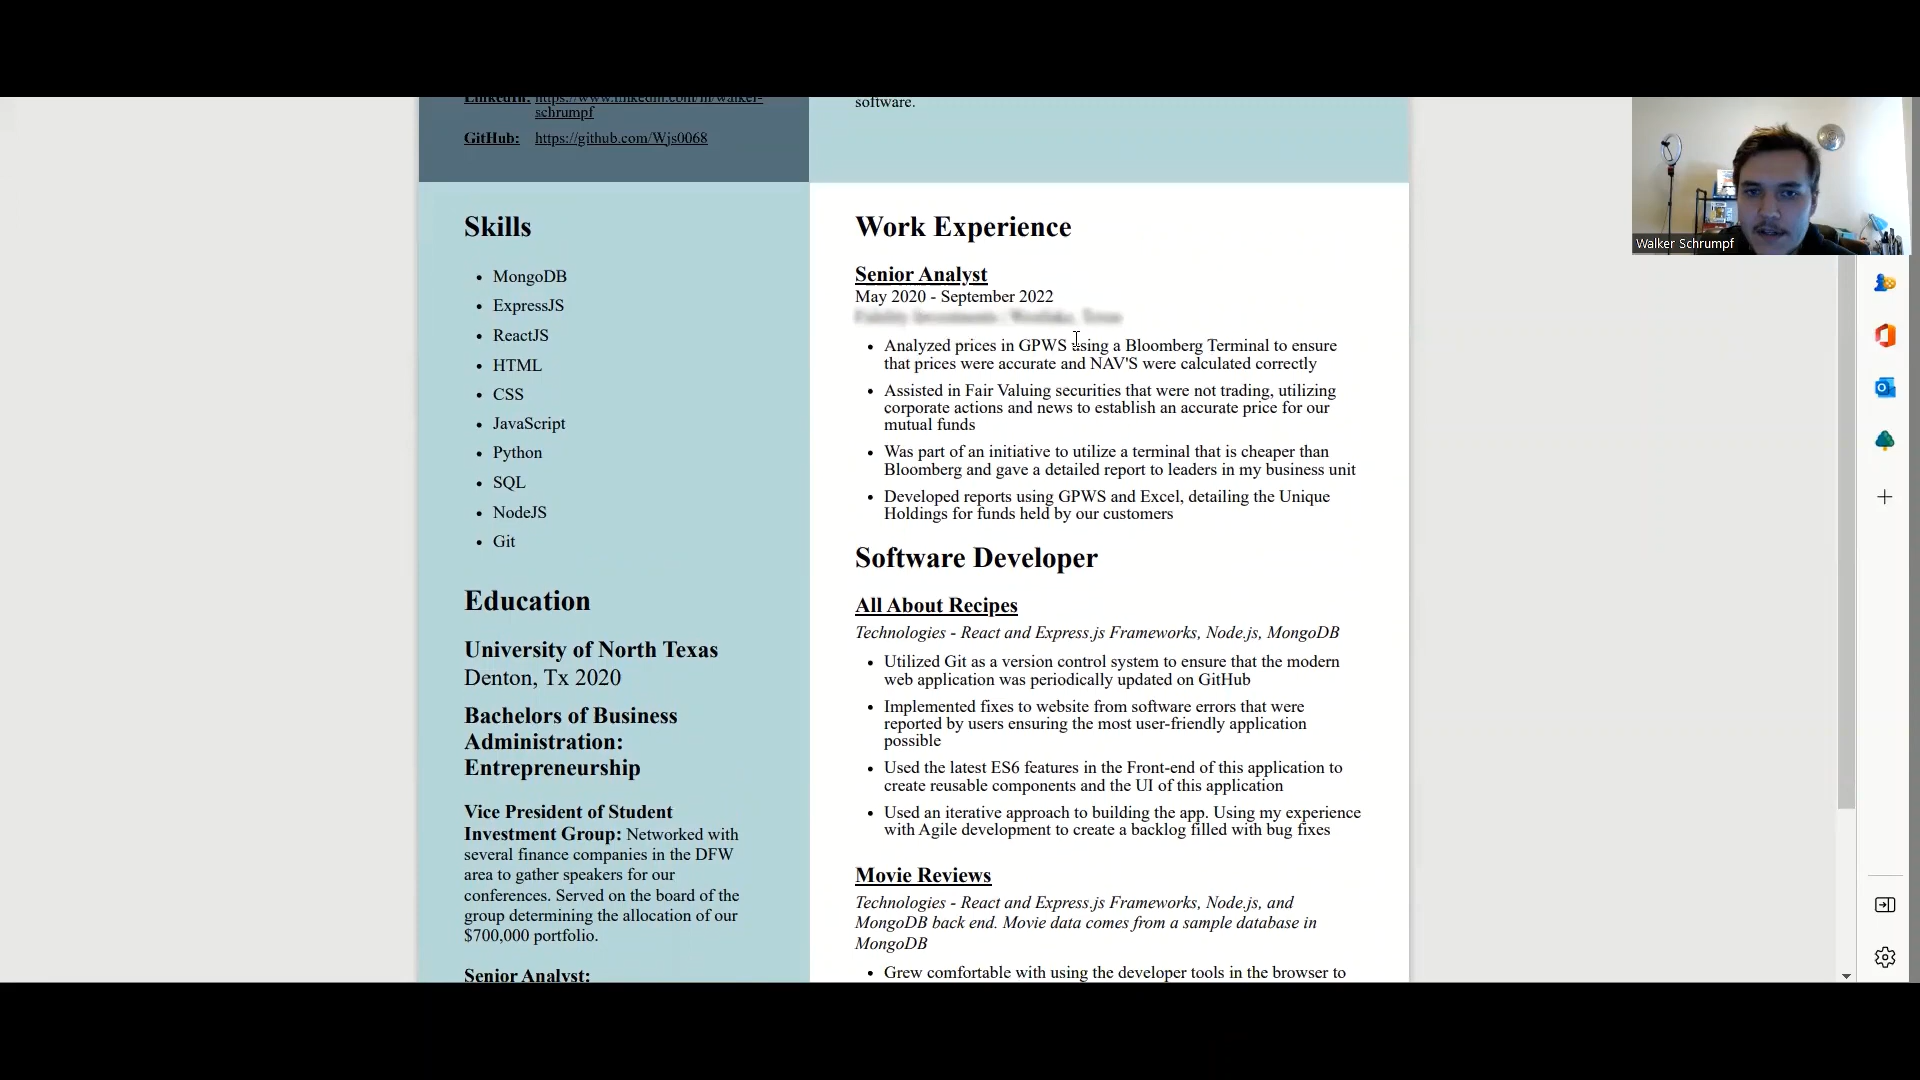 LinkedIn: https://www.linkedin.com/in/walker-
schrumpf
GitHub: https://github.com/Wjs0068
software.
Skills
• MongoDB
• ExpressJS
• ReactJS
• HTML
• CSS
• JavaScript
• Python
• SQL
• NodeJS
• Git
Education
University of North Texas
Denton, Tx 2020
Bachelors of Business
Administration:
Entrepreneurship
Vice President of Student
Investment Group: Networked with
several finance companies in the DFW
area to gather speakers for our
conferences. Served on the board of the
group determining the allocation of our
$700,000 portfolio.
Senior Analyst:
Work Experience
Senior Analyst
May 2020 - September 2022
• Analyzed prices in GPWS using a Bloomberg Terminal to ensure
that prices were accurate and NAV'S were calculated correctly
• Assisted in Fair Valuing securities that were not trading, utilizing
corporate actions and news to establish an accurate price for our
mutual funds
• Was part of an initiative to utilize a terminal that is cheaper than
Bloomberg and gave a detailed report to leaders in my business unit
• Developed reports using GPWS and Excel, detailing the Unique
Holdings for funds held by our customers
Software Developer
All About Recipes
Technologies - React and Express.js Frameworks, Node.js, MongoDB
• Utilized Git as a version control system to ensure that the modern
web application was periodically updated on GitHub
• Implemented fixes to website from software errors that were
reported by users ensuring the most user-friendly application
possible
• Used the latest ES6 features in the Front-end of this application to
create reusable components and the UI of this application
• Used an iterative approach to building the app. Using my experience
with Agile development to create a backlog filled with bug fixes
Movie Reviews
Technologies - React and Express.js Frameworks, Node.js, and
MongoDB back end. Movie data comes from a sample database in
MongoDB
• Grew comfortable with using the developer tools in the browser to
Walker Schrumpf